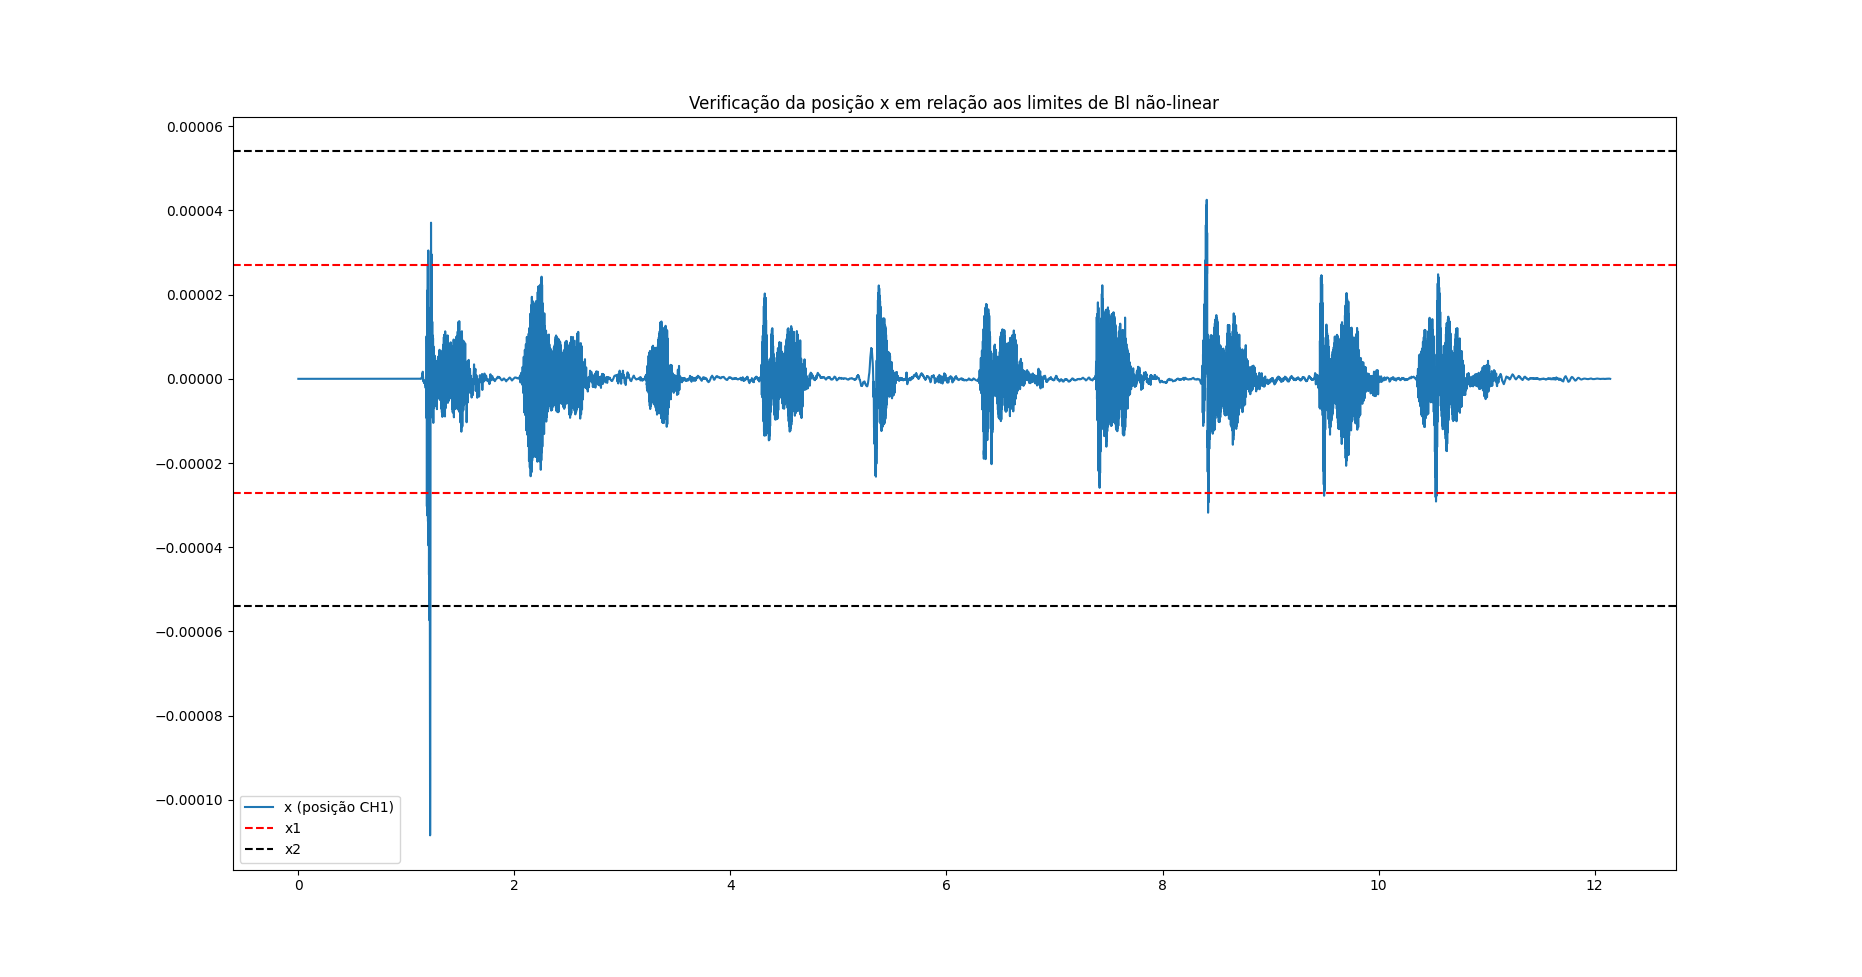 Verificação da posição x em relação aos limites de Bl não-linear
0.00006
0.00004
0.00002
0.00000
−0.00002
−0.00004
−0.00006
−0.00008
−0.00010
x (posição CH1)
x1
x2
0 2 4 6 8 10 12